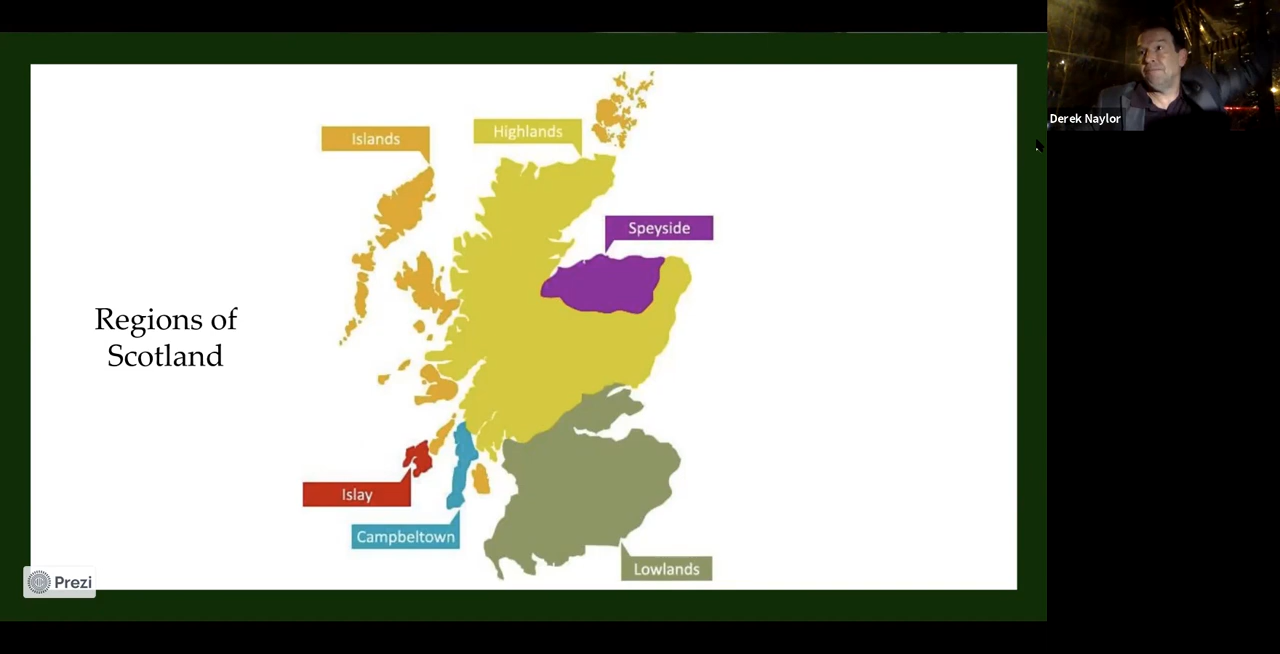 Regions of
Scotland
Islands
Highlands
Speyside
Islay
Campbeltown
Lowlands
Prezi
Derek Naylor